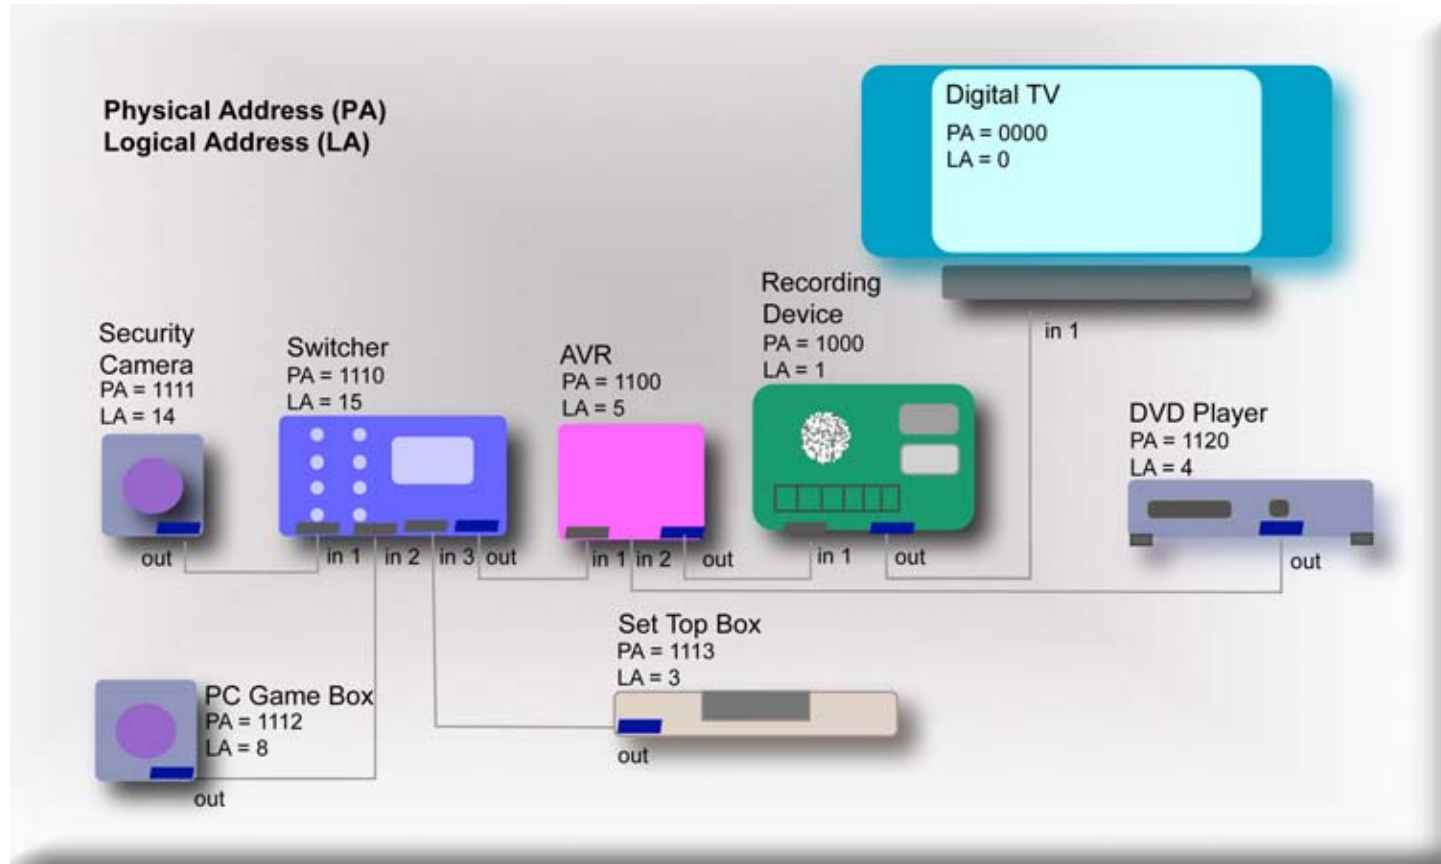 Physical Address (PA)
Logical Address (LA)
Digital TV
PA = 0000
LA = 0
in 1
Recording
Device
PA = 1000
LA = 1
in 1
out
Security
Camera
PA = 1111
LA = 14
out
Switcher
PA = 1110
LA = 15
in 1
in 2
in 3
out
AVR
PA = 1100
LA = 5
in 1
in 2
out
DVD Player
PA = 1120
LA = 4
out
Set Top Box
PA = 1113
LA = 3
out
PC Game Box
PA = 1112
LA = 8
out